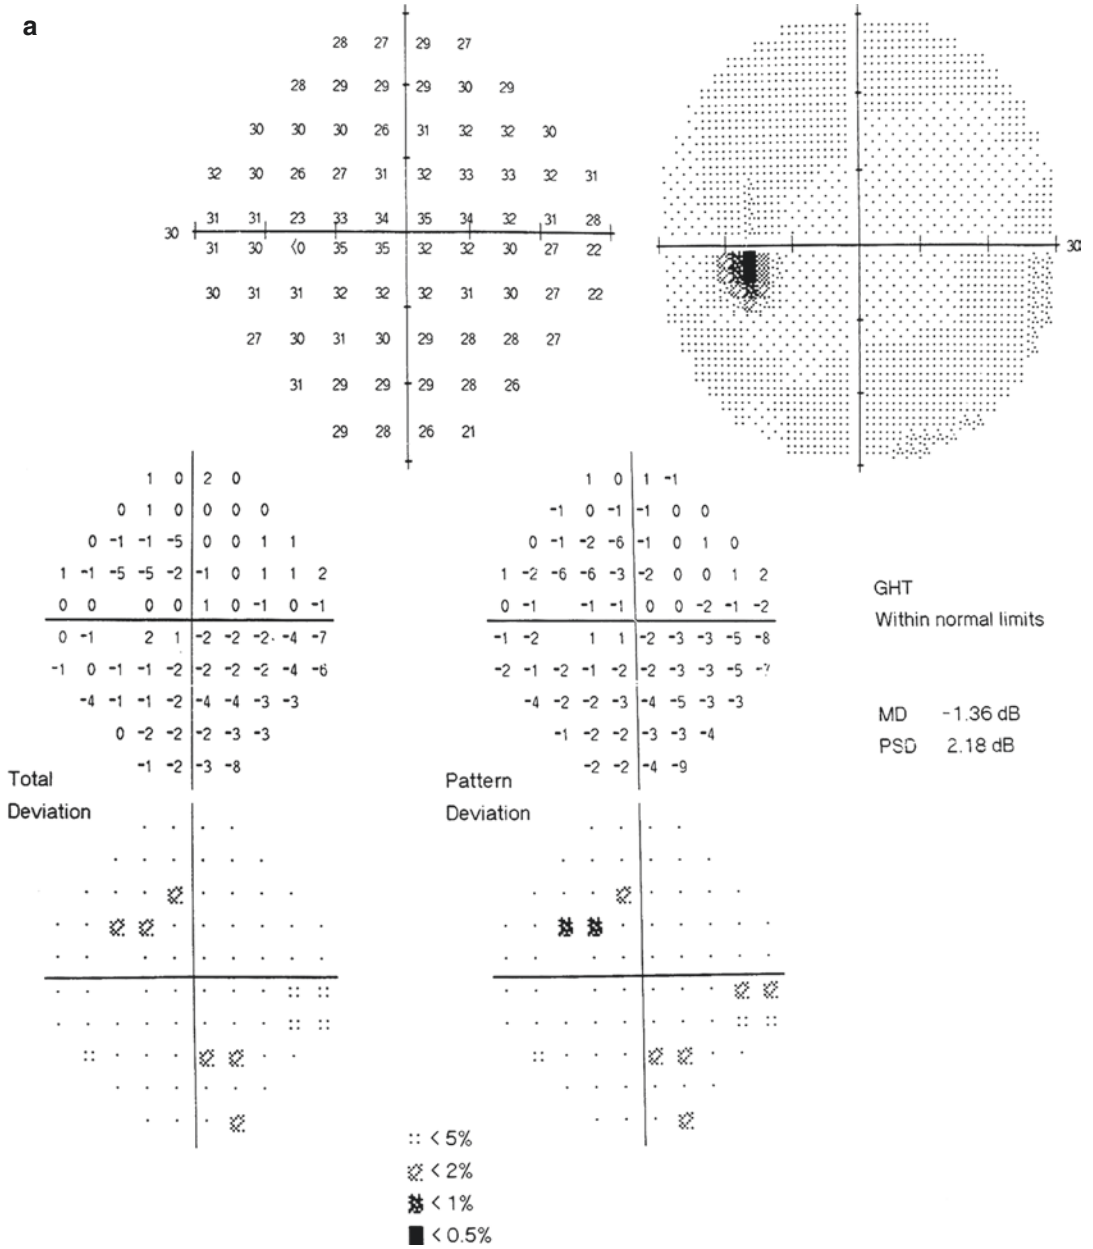 a
28 27 29 27
28 29 29 29 30 29
30 30 30 26 31 32 32 30
32 30 26 27 31 32 33 33 32 31
31 31 23 33 34 35 34 32 31 28
30 30
31 30 <0 35 35 32 32 30 27 22
30 31 31 32 32 32 31 30 27 22
27 30 31 30 29 28 28 27
31 29 29 29 28 26
29 28 26 21
1 0 2 0
0 1 0 0 0 0
0 -1 -1 -5 0 0 1 1
1 -1 -5 -5 -2 -1 0 1 1 2
0 0 0 0 1 0 -1 0 -1
0 -1 2 1 -2 -2 -2 -4 -7
-1 0 -1 -1 -2 -2 -2 -2 -4 -6
-4 -1 -1 -2 -4 -4 -3 -3
0 -2 -2 -2 -3 -3
-1 -2 -3 -8
Total
Deviation
1 0 1 -1
-1 0 -1 -1 0 0
0 -1 -2 -6 -1 0 1 0
1 -2 -6 -6 -3 -2 0 0 1 2
0 -1 -1 -1 0 0 -2 -1 -2
-1 -2 1 1 -2 -3 -3 -5 -8
-2 -1 -2 -1 -2 -2 -3 -3 -5 -7
-4 -2 -2 -3 -4 -5 -3 -3
-1 -2 -2 -3 -3 -4
-2 -2 -4 -9
Pattern
Deviation
GHT
Within normal limits
MD -1.36 dB
PSD 2.18 dB
< 5%
< 2%
< 1%
< 0.5%